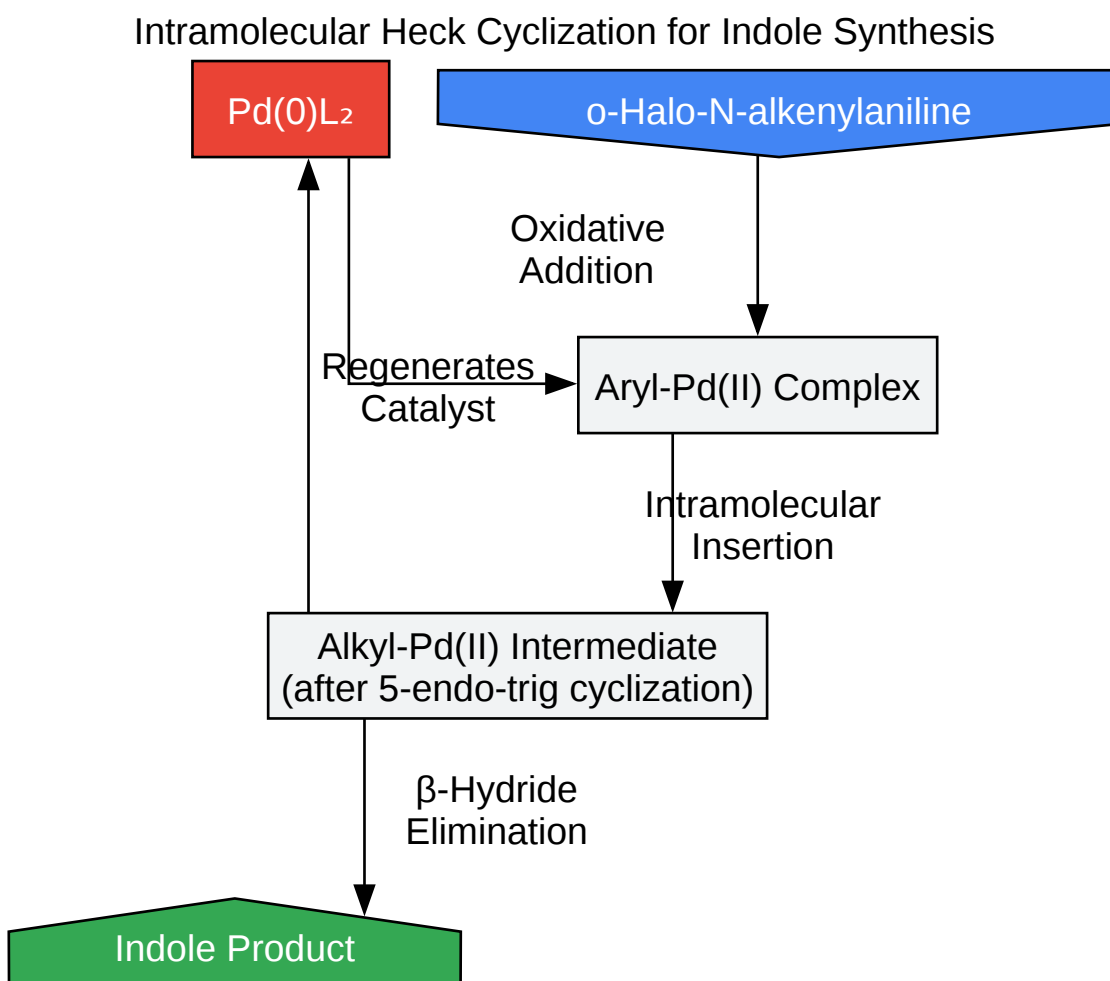 Intramolecular Heck Cyclization for Indole Synthesis
Pd(0)L₂
o-Halo-N-alkenylaniline
Oxidative
Addition
Regenerates
Catalyst
Aryl-Pd(II) Complex
Intramolecular
Insertion
Alkyl-Pd(II) Intermediate
(after 5-endo-trig cyclization)
β-Hydride
Elimination
Indole Product